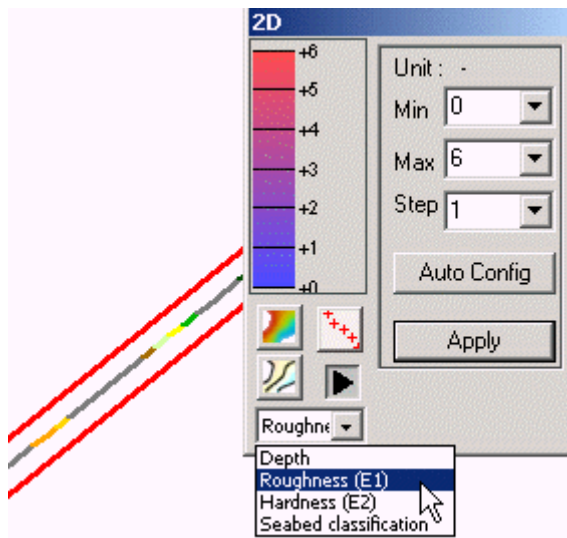 2D
+6
+5
+4
+3
+2
+1
+0
Unit : -
Min 0
Max 6
Step 1
Auto Config
Apply
Roughne
Depth
Roughness (E1)
Hardness (E2)
Seabed classification